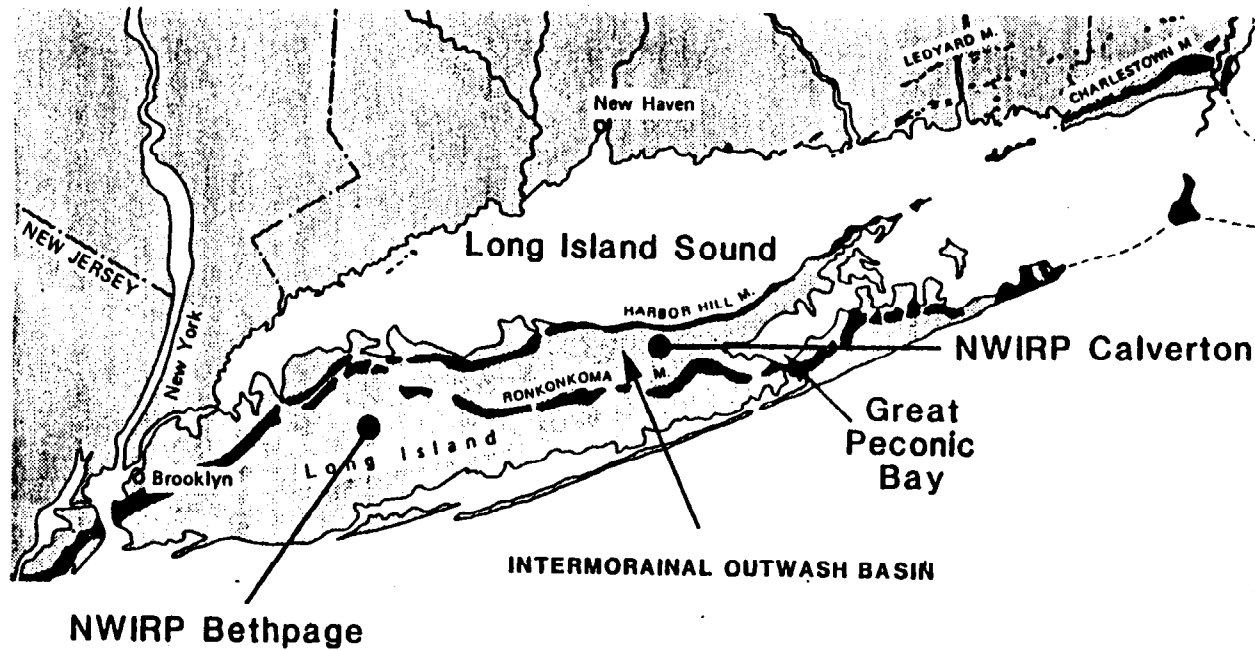 LEDYARD M.
CHARLESTOWN M.
New Haven
NEW JERSEY
Long Island Sound
HARBOR HILL M.
New York
NWIRP Calverton
RONKONKOMA M.
Great
Peconic
Bay
Long Island
Brooklyn
INTERMORAINAL OUTWASH BASIN
NWIRP Bethpage